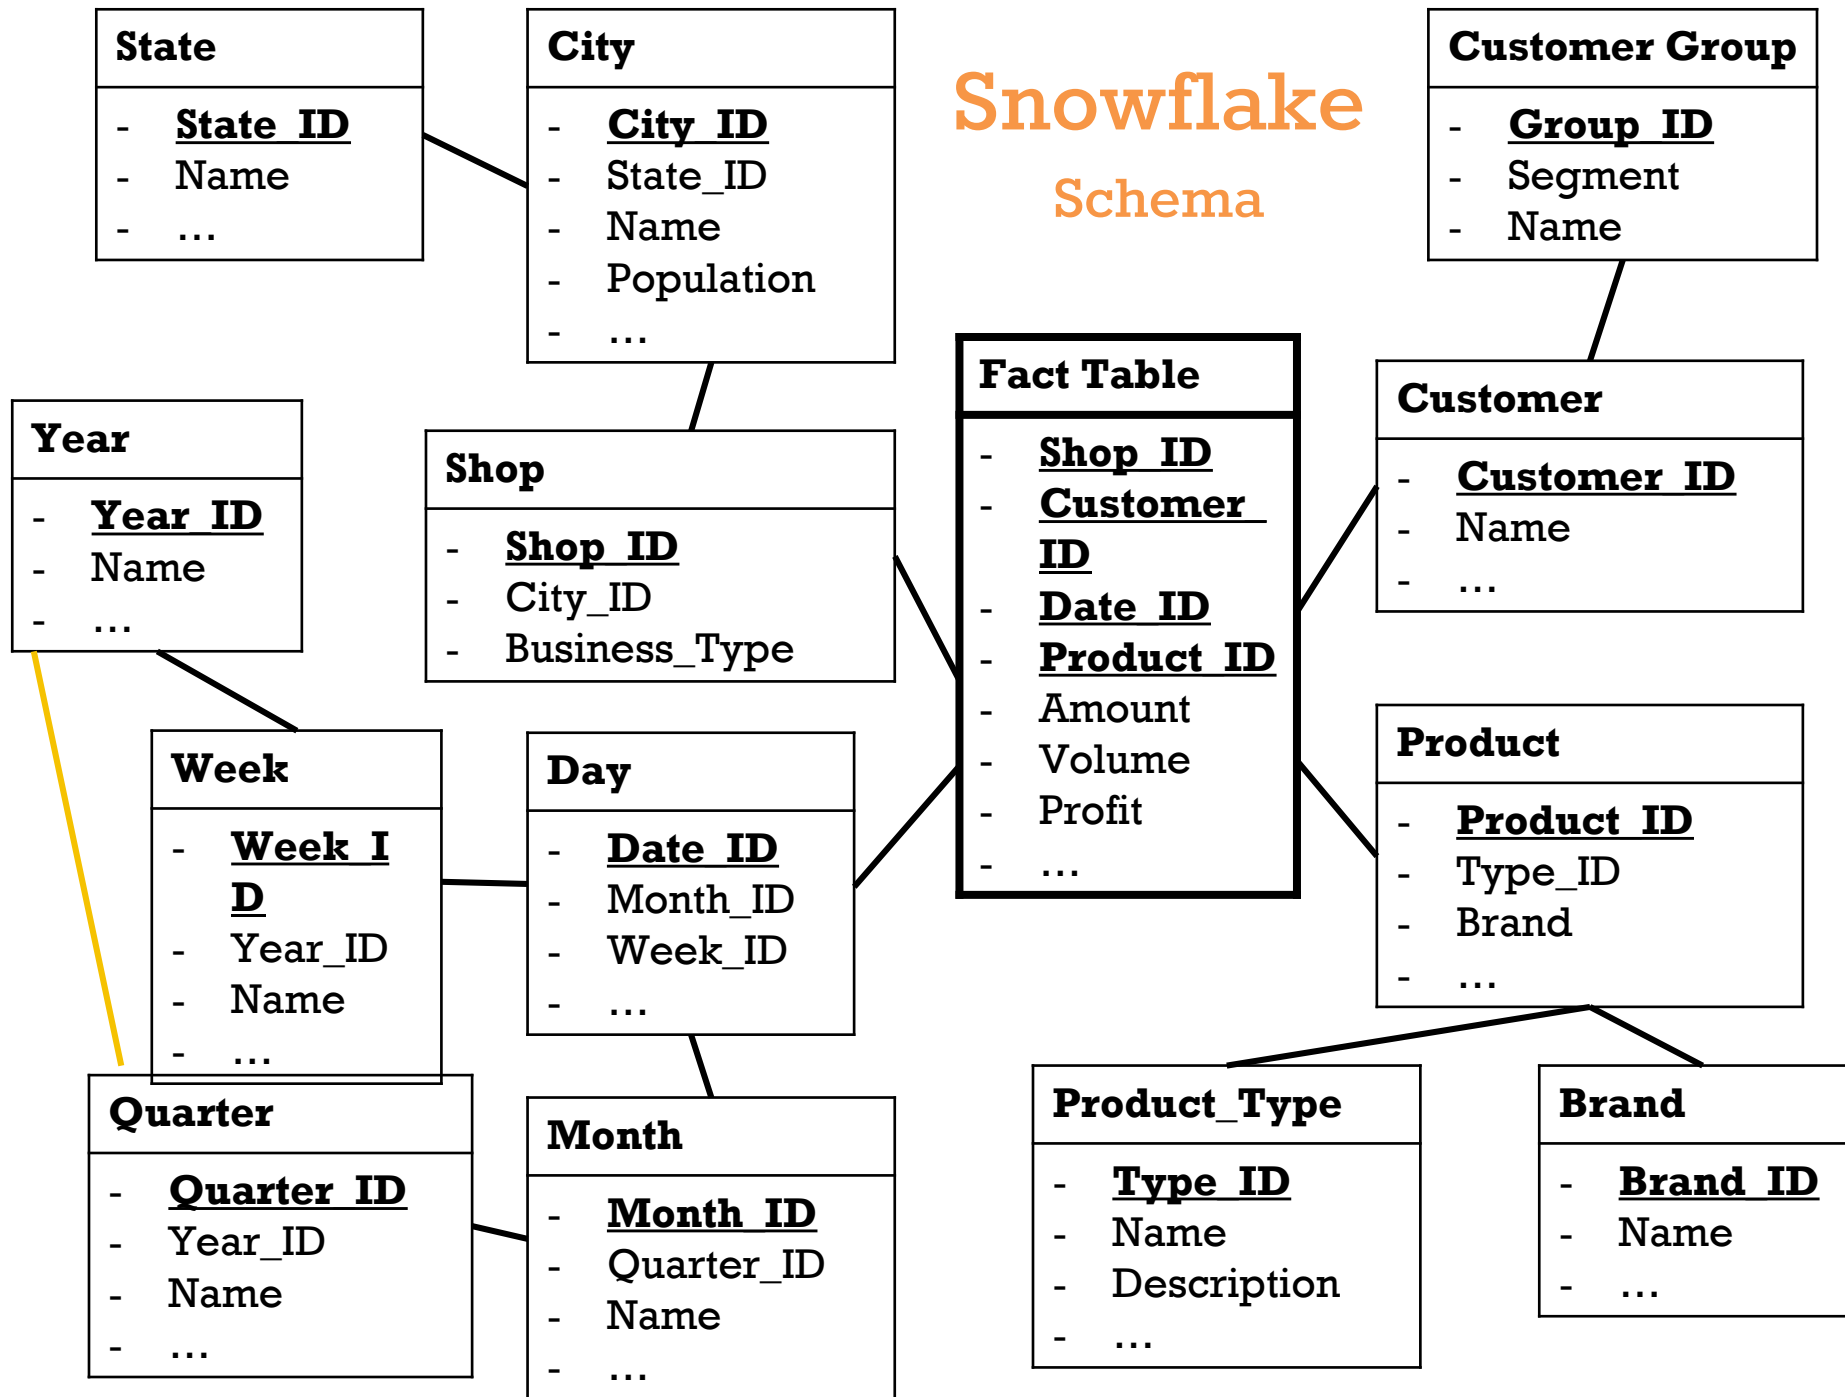 State
- State_ID
- Name
- ...
City
- City_ID
- State_ID
- Name
- Population
- ...
Snowflake
Schema
Customer Group
- Group_ID
- Segment
- Name
Year
- Year_ID
- Name
- ...
Shop
- Shop_ID
- City_ID
- Business_Type
Fact Table
- Shop_ID
- Customer_
ID
- Date_ID
- Product_ID
- Amount
- Volume
- Profit
- ...
Customer
- Customer_ID
- Name
- ...
Week
- Week_I
D
- Year_ID
- Name
- ...
Day
- Date_ID
- Month_ID
- Week_ID
- ...
Product
- Product_ID
- Type_ID
- Brand
- ...
Quarter
- Quarter_ID
- Year_ID
- Name
- ...
Month
- Month_ID
- Quarter_ID
- Name
- ...
Product_Type
- Type_ID
- Name
- Description
- ...
Brand
- Brand_ID
- Name
- ...